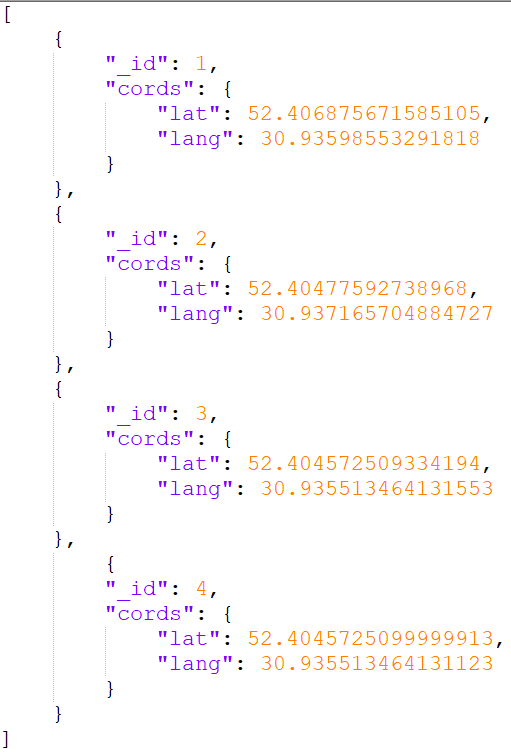 [
    {
        "_id": 1,
        "cords": {
            "lat": 52.406875671585105,
            "lang": 30.93598553291818
        }
    },
    {
        "_id": 2,
        "cords": {
            "lat": 52.40477592738968,
            "lang": 30.937165704884727
        }
    },
    {
        "_id": 3,
        "cords": {
            "lat": 52.404572509334194,
            "lang": 30.935513464131553
        }
    },
        {
        "_id": 4,
        "cords": {
            "lat": 52.4045725099999913,
            "lang": 30.935513464131123
        }
    }
]